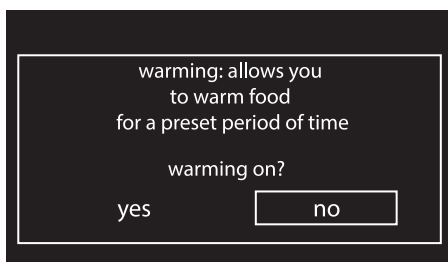 warming: allows you
to warm food
for a preset period of time
warming on?
yes no